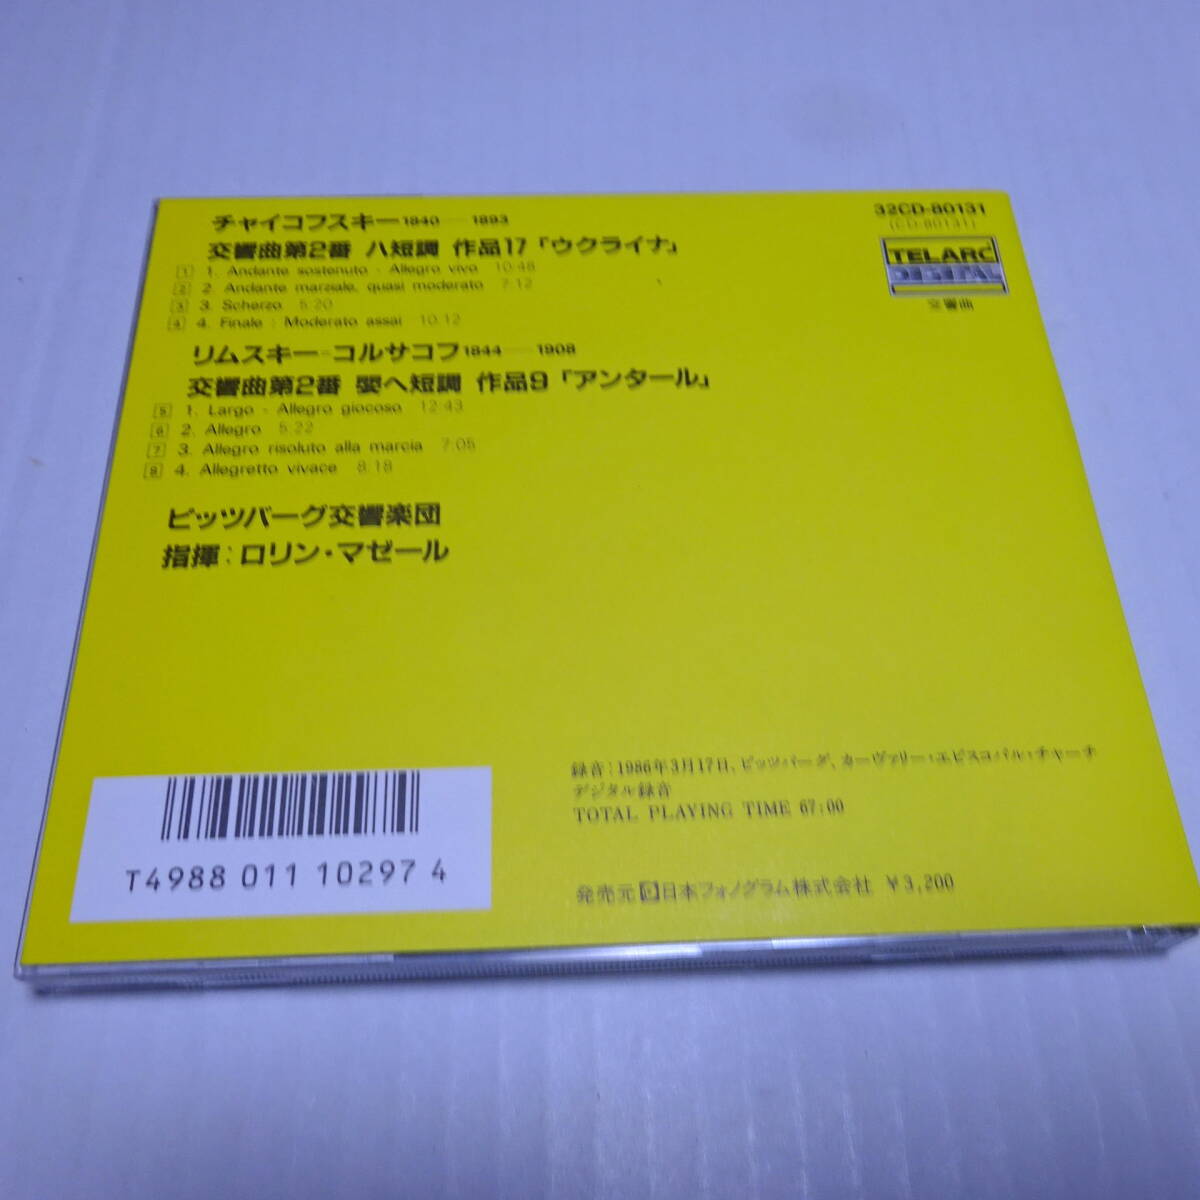 チャイコフスキー1840——1893
交響曲第2番 ハ短調 作品17「ウクライナ」
1 1. Andante sostenuto - Allegro vivo 10:48
2 2. Andante marziale, quasi moderato 7:12
3 3. Scherzo 5:20
4 4. Finale : Moderato assai 10:12
リムスキー＝コルサコフ1844——1908
交響曲第2番 嬰ヘ短調 作品9「アンタール」
5 1. Largo - Allegro giocoso 12:43
6 2. Allegro 5:22
7 3. Allegro risoluto alla marcia 7:05
8 4. Allegretto vivace 8:18
ピッツバーグ交響楽団
指揮：ロリン・マゼール
32CD-80131
(CD-80131)
TELARC
DIGITAL
交響曲
録音：1986年3月17日、ピッツバーグ、カーヴァリー・エピスコパル・チャーチ
デジタル録音
TOTAL PLAYING TIME 67:00
発売元 日本フォノグラム株式会社 ￥3,200
T4988 011 10297 4